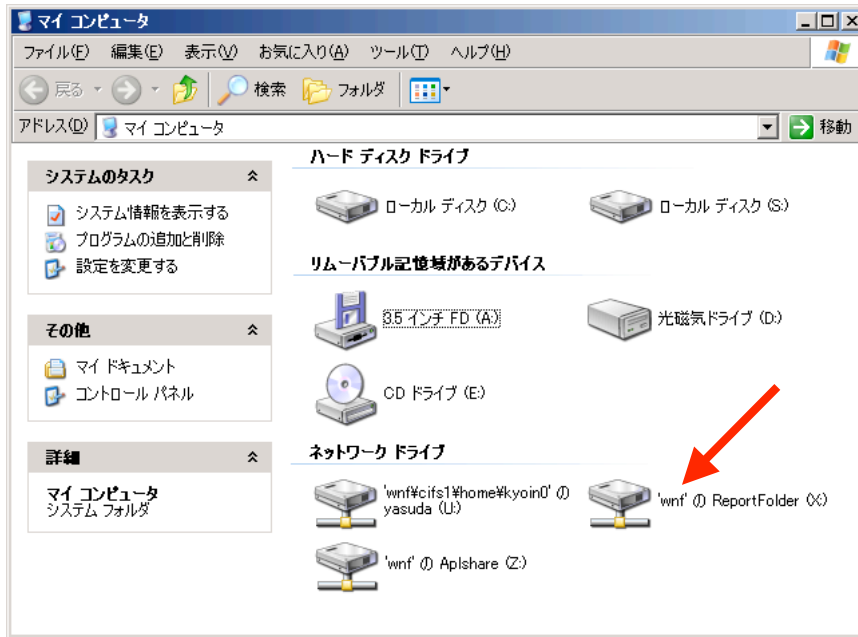 マイ コンピュータ
ファイル(F) 編集(E) 表示(V) お気に入り(A) ツール(T) ヘルプ(H)
戻る 検索 フォルダ
アドレス(D) マイ コンピュータ 移動
システムのタスク
システム情報を表示する
プログラムの追加と削除
設定を変更する
その他
マイ ドキュメント
コントロール パネル
詳細
マイ コンピュータ
システム フォルダ
ハード ディスク ドライブ
ローカル ディスク (C:) ローカル ディスク (S:)
リムーバブル記憶域があるデバイス
3.5 インチ FD (A:) 光磁気ドライブ (D:)
CD ドライブ (E:)
ネットワーク ドライブ
'wnf¥cifs1¥home¥kyoin0' の
yasuda (U:)
'wnf' の ReportFolder (X:)
'wnf' の Aplshare (Z:)